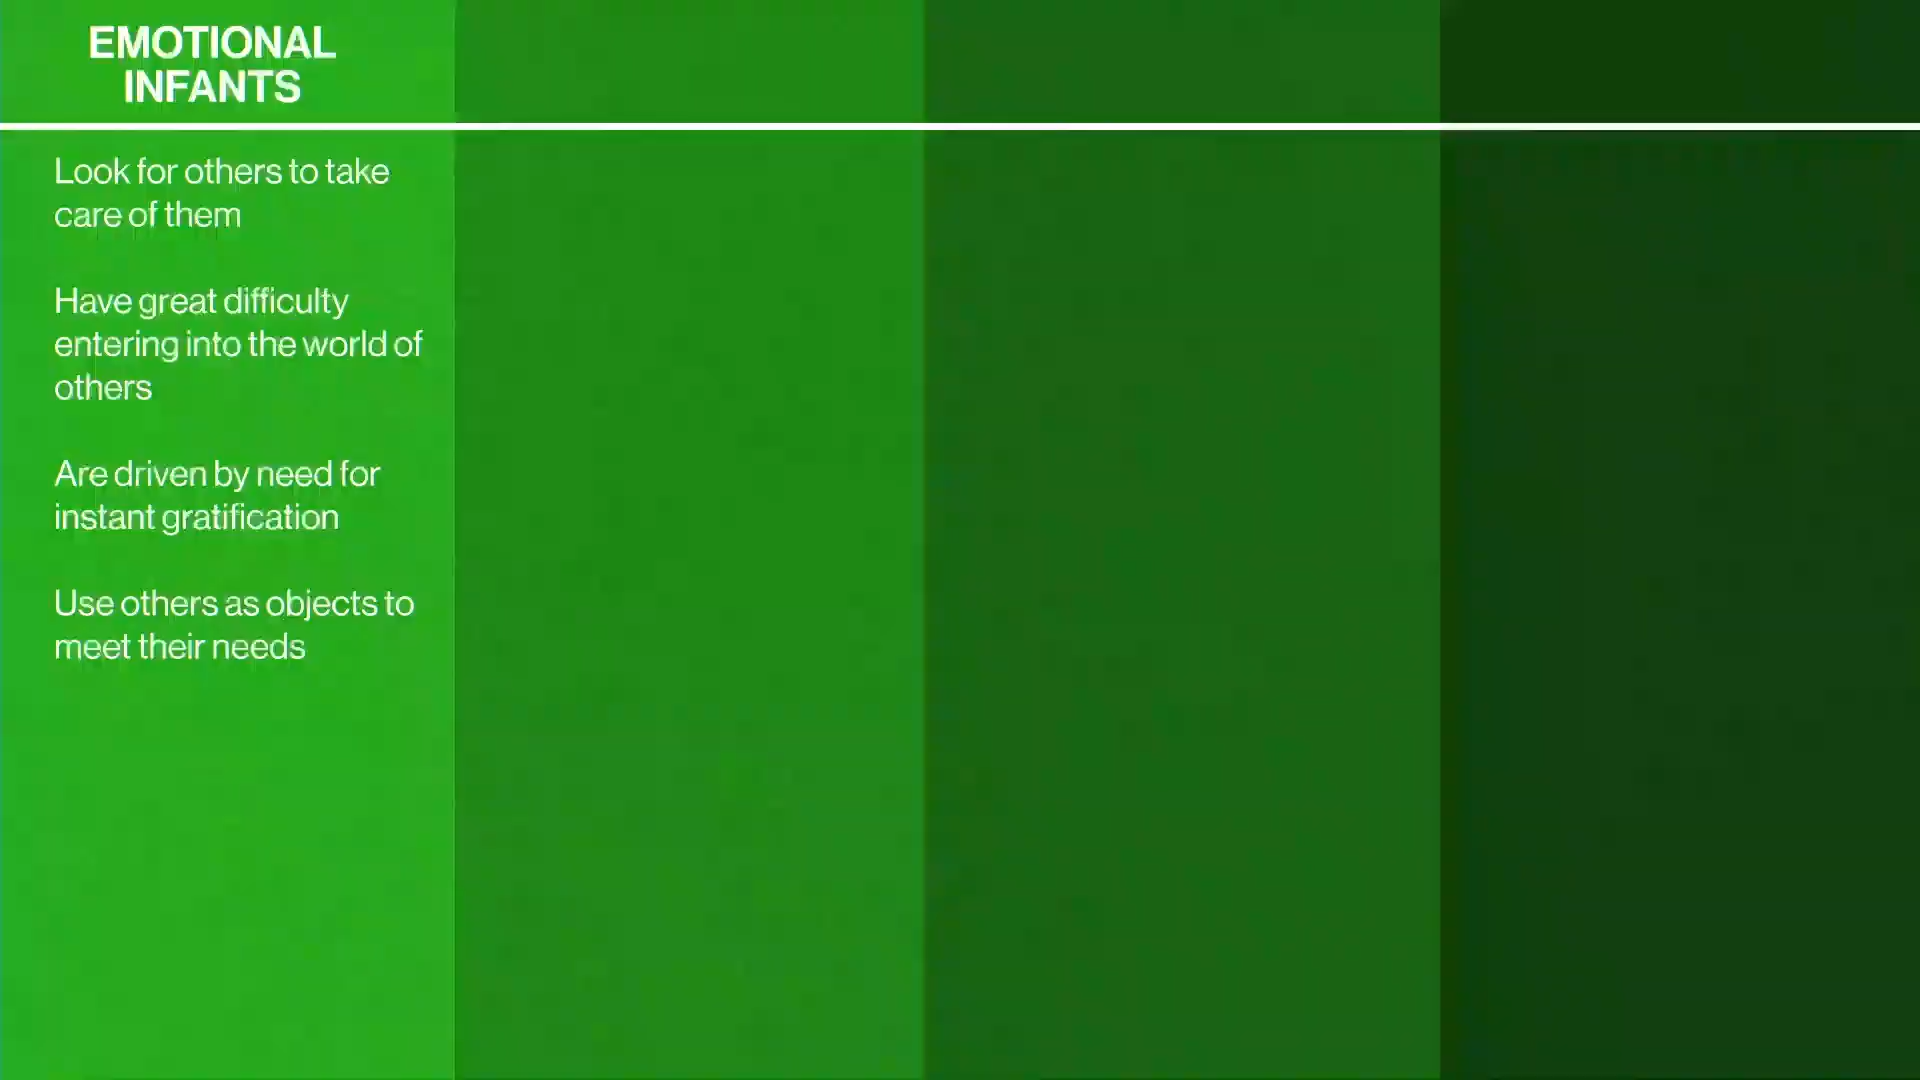 EMOTIONAL
INFANTS
Look for others to take
care of them
Have great difficulty
entering into the world of
others
Are driven by need for
instant gratification
Use others as objects to
meet their needs